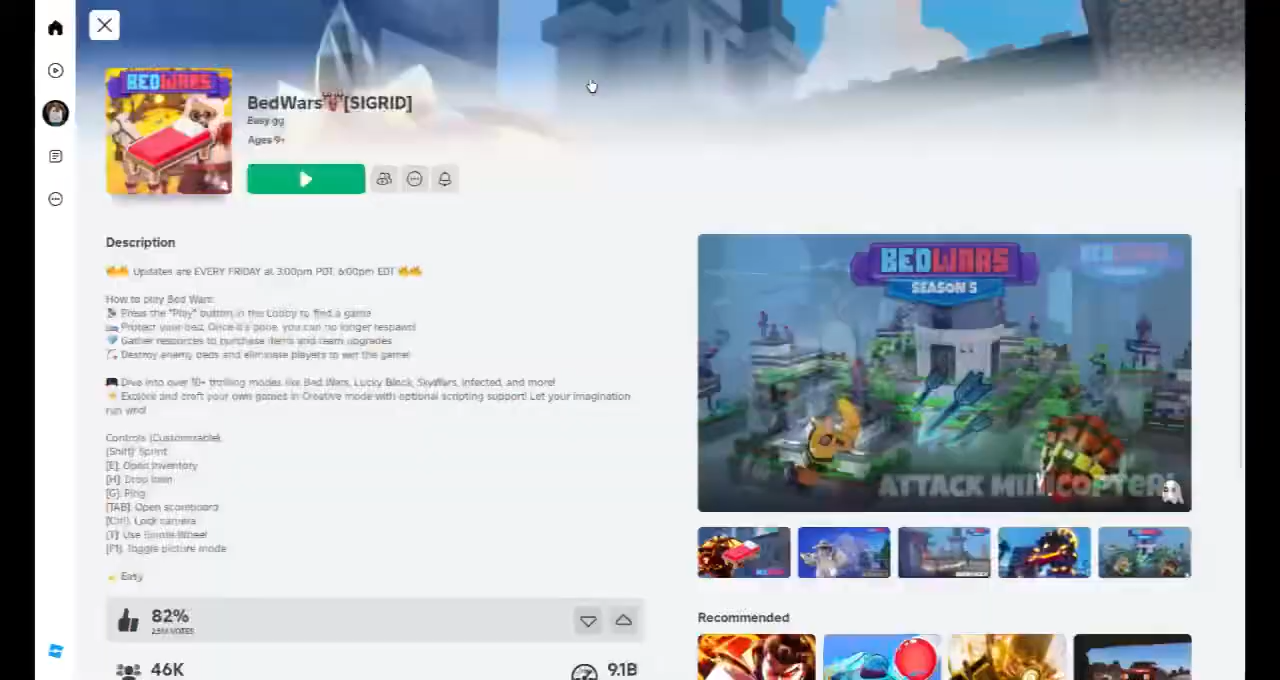 BEDWARS
BedWars [SIGRID]
Easy.gg
Ages 9+
Description
🔥🔥 Updates are EVERY FRIDAY at 3:00pm PDT, 6:00pm EDT 🔥🔥
How to play Bed Wars:
Press the "Play" button in the Lobby to find a game
Protect your bed. Once it's gone, you can no longer respawn!
Gather resources to purchase items and team upgrades
Destroy enemy beds and eliminate players to win the game!
Dive into over 10+ thrilling modes like Bed Wars, Lucky Block, SkyWars, Infected, and more!
Explore and craft your own games in Creative mode with optional scripting support! Let your imagination
run wild!
Controls (Customizable):
[Shift]: Sprint
[E]: Open inventory
[H]: Drop item
[G]: Ping
[TAB]: Open scoreboard
[Ctrl]: Lock camera
[F1]: Toggle picture mode
82%
46K
9.1B
BEDWARS
SEASON 5
BEDWARS
ATTACK MINICOPTER!
Recommended